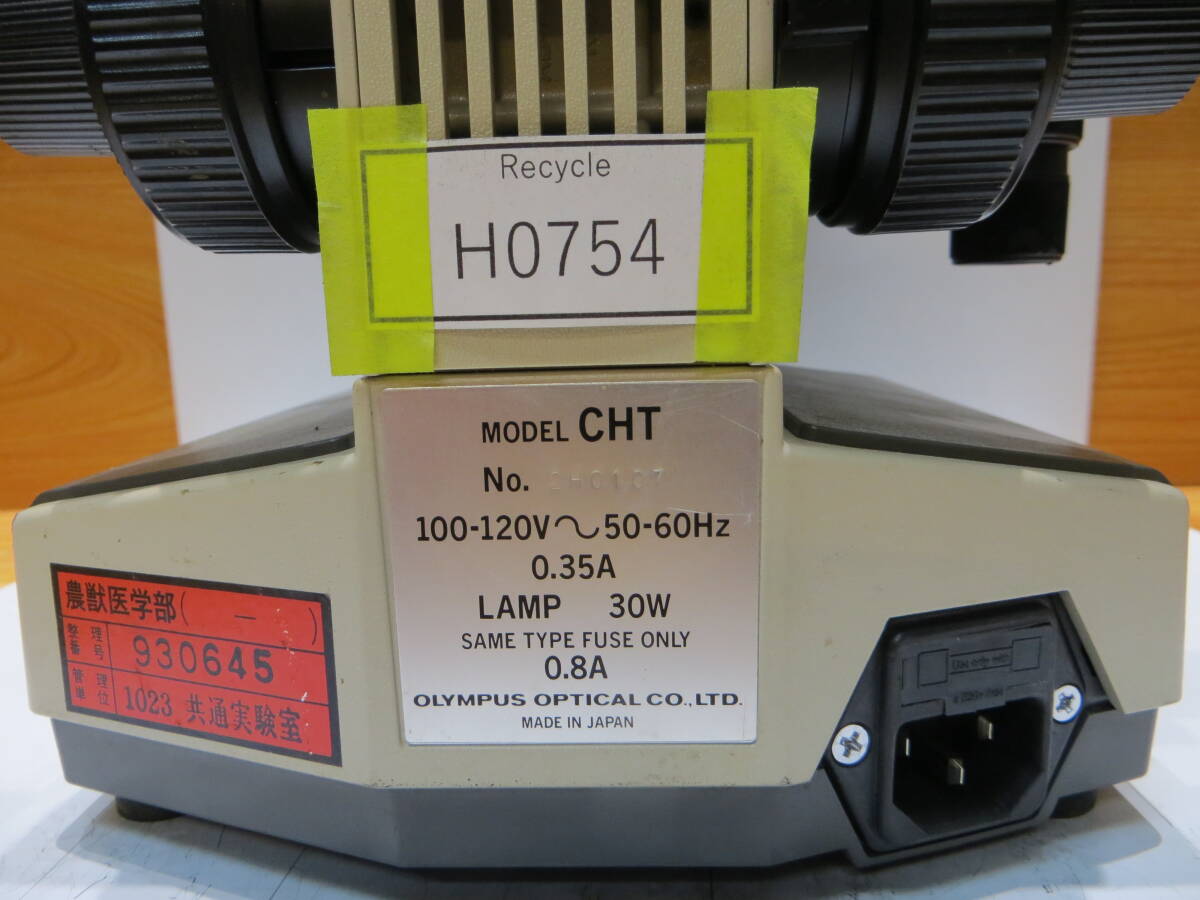 Recycle
H0754
MODEL CHT
No.
100-120V～50-60Hz
0.35A
LAMP 30W
SAME TYPE FUSE ONLY
0.8A
OLYMPUS OPTICAL CO., LTD.
MADE IN JAPAN
農獣医学部( — )
整理番号 930645
管理単位 1023 共通実験室